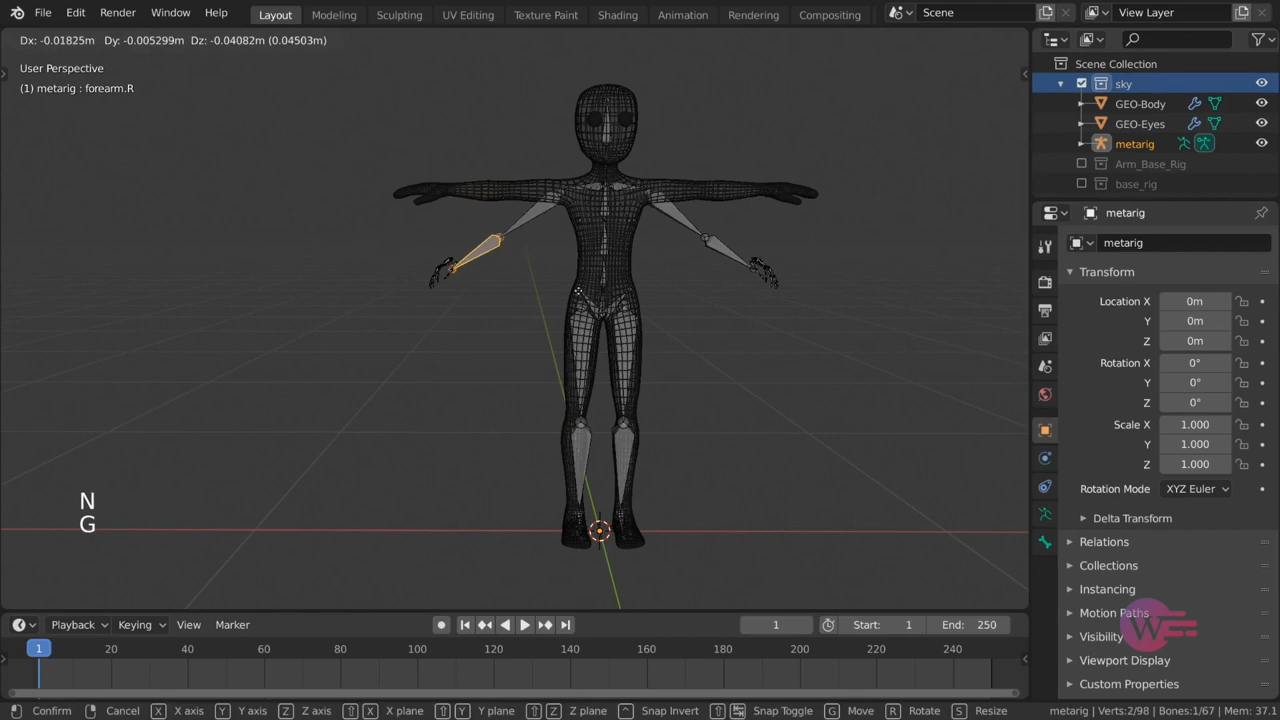 File Edit Render Window Help Layout Modeling Sculpting UV Editing Texture Paint Shading Animation Rendering Compositing Scene View Layer
Dx: -0.01825m Dy: -0.005299m Dz: -0.04082m (0.04503m)
User Perspective
(1) metarig : forearm.R
N
G
Scene Collection
sky
GEO-Body
GEO-Eyes
metarig
Arm_Base_Rig
base_rig
metarig
metarig
Transform
Location X 0m
Y 0m
Z 0m
Rotation X 0°
Y 0°
Z 0°
Scale X 1.000
Y 1.000
Z 1.000
Rotation Mode XYZ Euler
Delta Transform
Relations
Collections
Instancing
Motion Paths
Visibility
Viewport Display
Custom Properties
Playback Keying View Marker 1 Start: 1 End: 250
1 20 40 60 80 100 120 140 160 180 200 220 240
Confirm Cancel X X axis Y Y axis Z Z axis X X plane Y Y plane Z Z plane ^ Snap Invert Snap Toggle G Move R Rotate S Resize metarig | Verts:2/98 | Bones:1/67 | Mem: 37.1